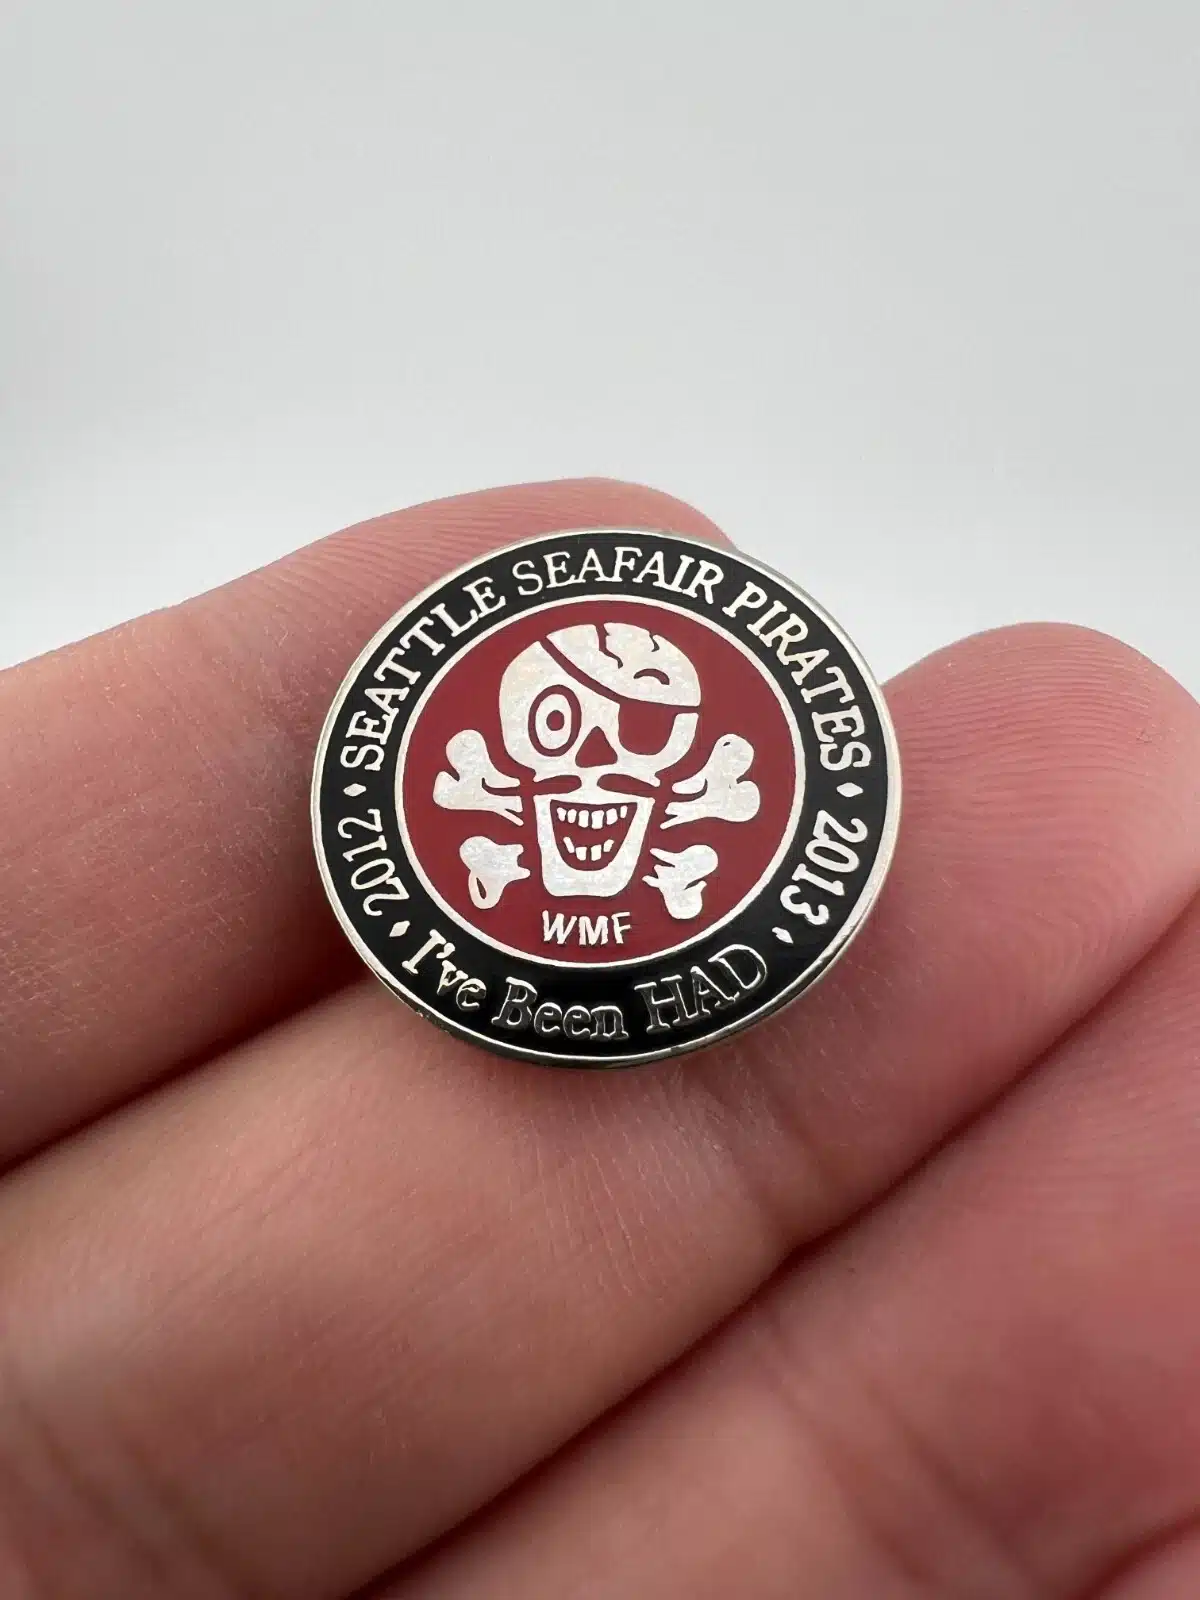 2012 • SEATTLE SEAFAIR PIRATES • 2013
WMF
I've Been HAD